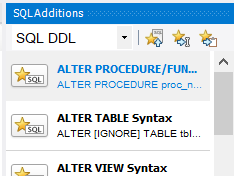 SQLAdditions
SQL DDL
ALTER PROCEDURE/FUN...
ALTER PROCEDURE proc_n...
SQL
ALTER TABLE Syntax
ALTER [IGNORE] TABLE tbl...
SQL
ALTER VIEW Syntax